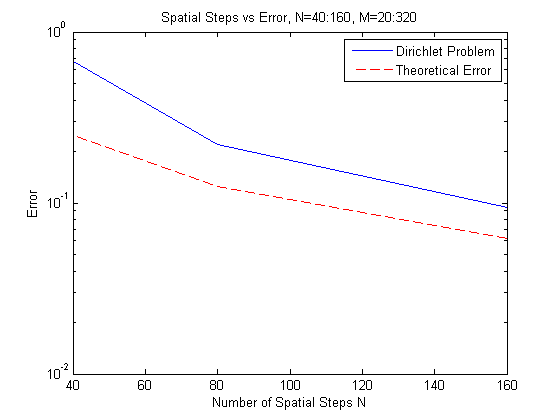 Spatial Steps vs Error, N=40:160, M=20:320
10^0
Dirichlet Problem
Theoretical Error
Error
10^-1
10^-2
40 60 80 100 120 140 160
Number of Spatial Steps N